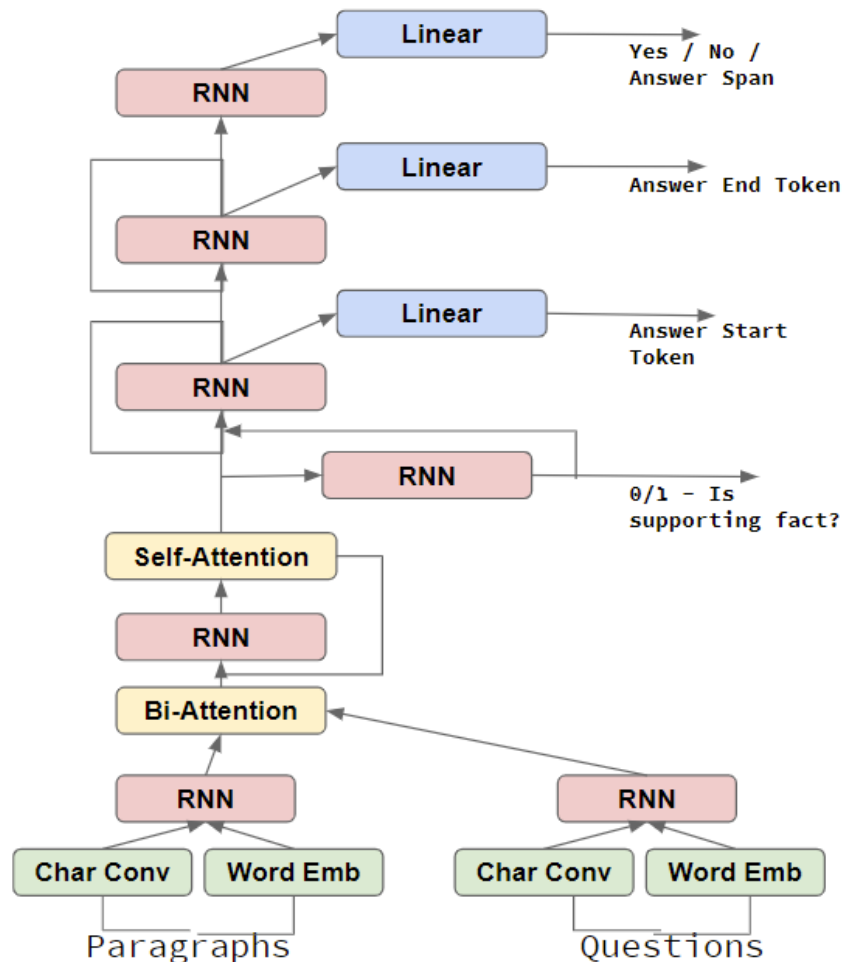 Linear
Yes / No /
Answer Span
RNN
Linear
Answer End Token
RNN
Linear
Answer Start
Token
RNN
RNN
0/1 - Is
supporting fact?
Self-Attention
RNN
Bi-Attention
RNN
RNN
Char Conv
Word Emb
Char Conv
Word Emb
Paragraphs
Questions